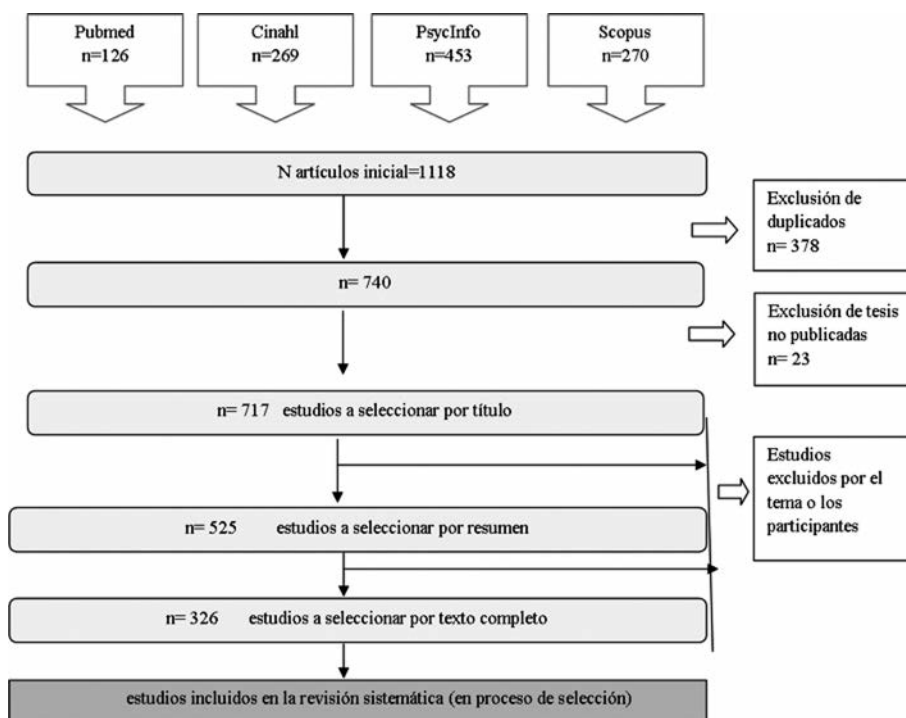 Pubmed
n=126
Cinahl
n=269
PsycInfo
n=453
Scopus
n=270
N artículos inicial=1118
Exclusión de
duplicados
n= 378
n= 740
Exclusión de tesis
no publicadas
n= 23
n= 717 estudios a seleccionar por título
Estudios
excluidos por el
tema o los
participantes
n= 525 estudios a seleccionar por resumen
n= 326 estudios a seleccionar por texto completo
estudios incluidos en la revisión sistemática (en proceso de selección)